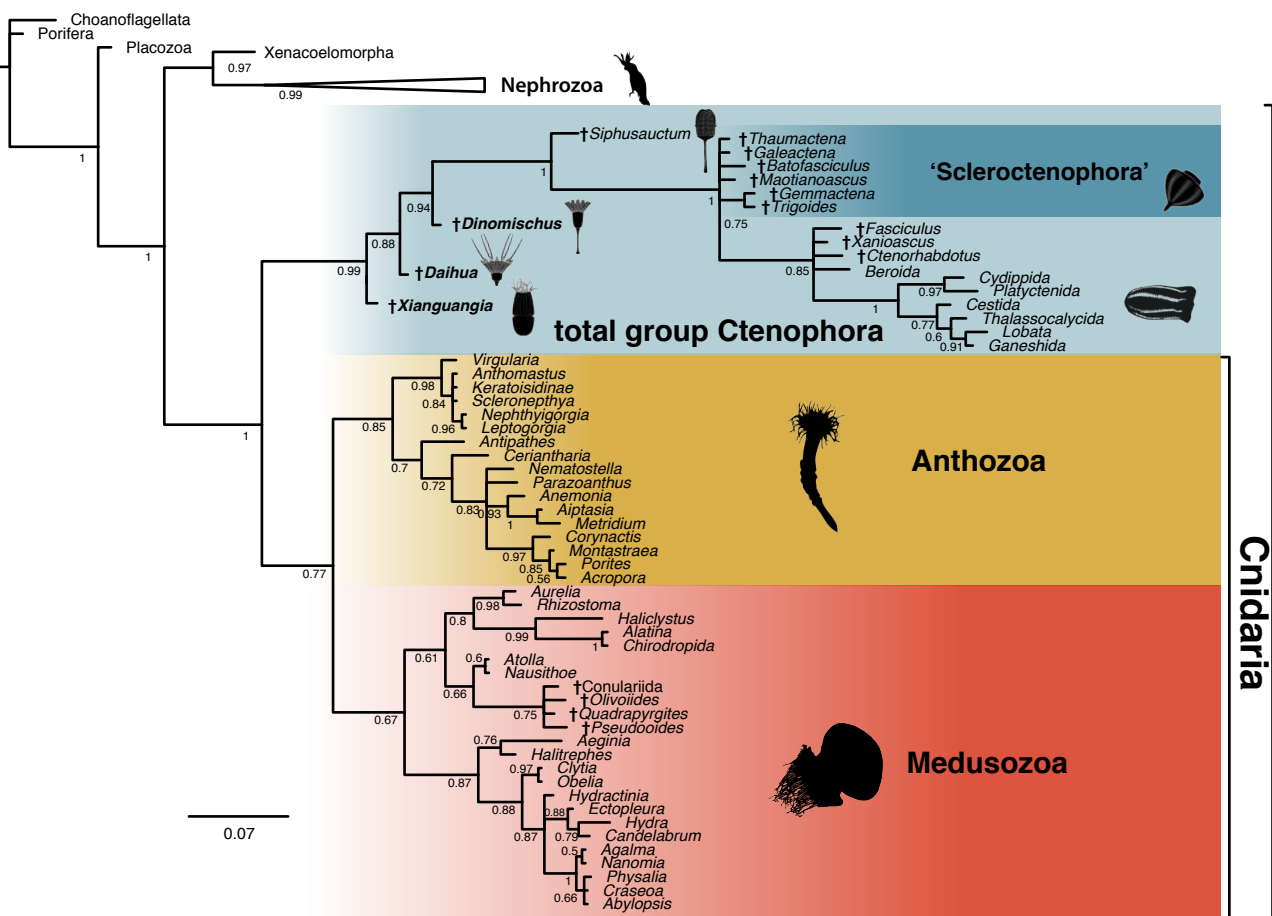 Choanoflagellata
Porifera
Placozoa
Xenacoelomorpha
0.97
Nephrozoa
0.99
†Siphusauctum
†Thaumactena
†Galeactena
†Batofasciculus
†Maotianoascus
†Gemmactena
†Trigoides
'Scleroctenophora'
1
1
1
0.94
†Dinomischus
0.75
†Fasciculus
†Xanioascus
†Ctenorhabdotus
Beroida
0.88
1
0.99
0.85
†Daihua
Cydippida
0.97
Platyctenida
†Xianguangia
1
Cestida
Thalassocalycida
0.77
Lobata
0.6
0.91
Ganeshida
total group Ctenophora
Virgularia
Anthomastus
0.98
Keratoisidinae
0.84
Scleronepthya
Nephthyigorgia
0.96
Leptogorgia
0.85
1
Antipathes
Ceriantharia
0.7
Nematostella
0.72
Parazoanthus
Anemonia
0.83
0.93
Aiptasia
1
Metridium
Corynactis
0.97
Montastraea
0.85
Porites
0.56
Acropora
Anthozoa
0.77
Aurelia
0.98
Rhizostoma
0.8
Haliclystus
0.99
Alatina
1
Chirodropida
0.61
0.6
Atolla
Nausithoe
0.66
†Conulariida
†Olivoiides
0.75
†Quadrapyrgites
†Pseudooides
0.67
0.76
Aeginia
Halitrephes
0.87
0.97
Clytia
Obelia
0.88
Hydractinia
0.88
Ectopleura
Hydra
0.87
0.79
Candelabrum
0.5
Agalma
Nanomia
1
Physalia
0.66
Craseoa
Abylopsis
Medusozoa
Cnidaria
0.07